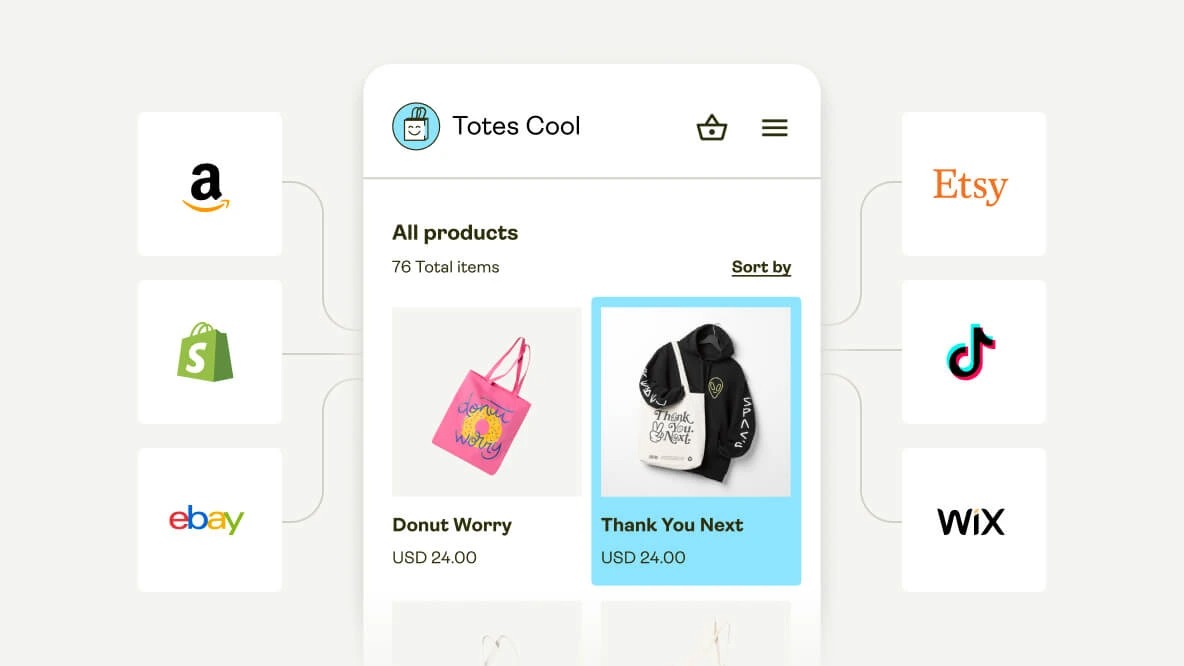 Totes Cool
a
Etsy
All products
76 Total items
Sort by
S
donut
worry
Thank
You
Next
SPACE
Donut Worry
USD 24.00
Thank You Next
USD 24.00
ebay
WiX